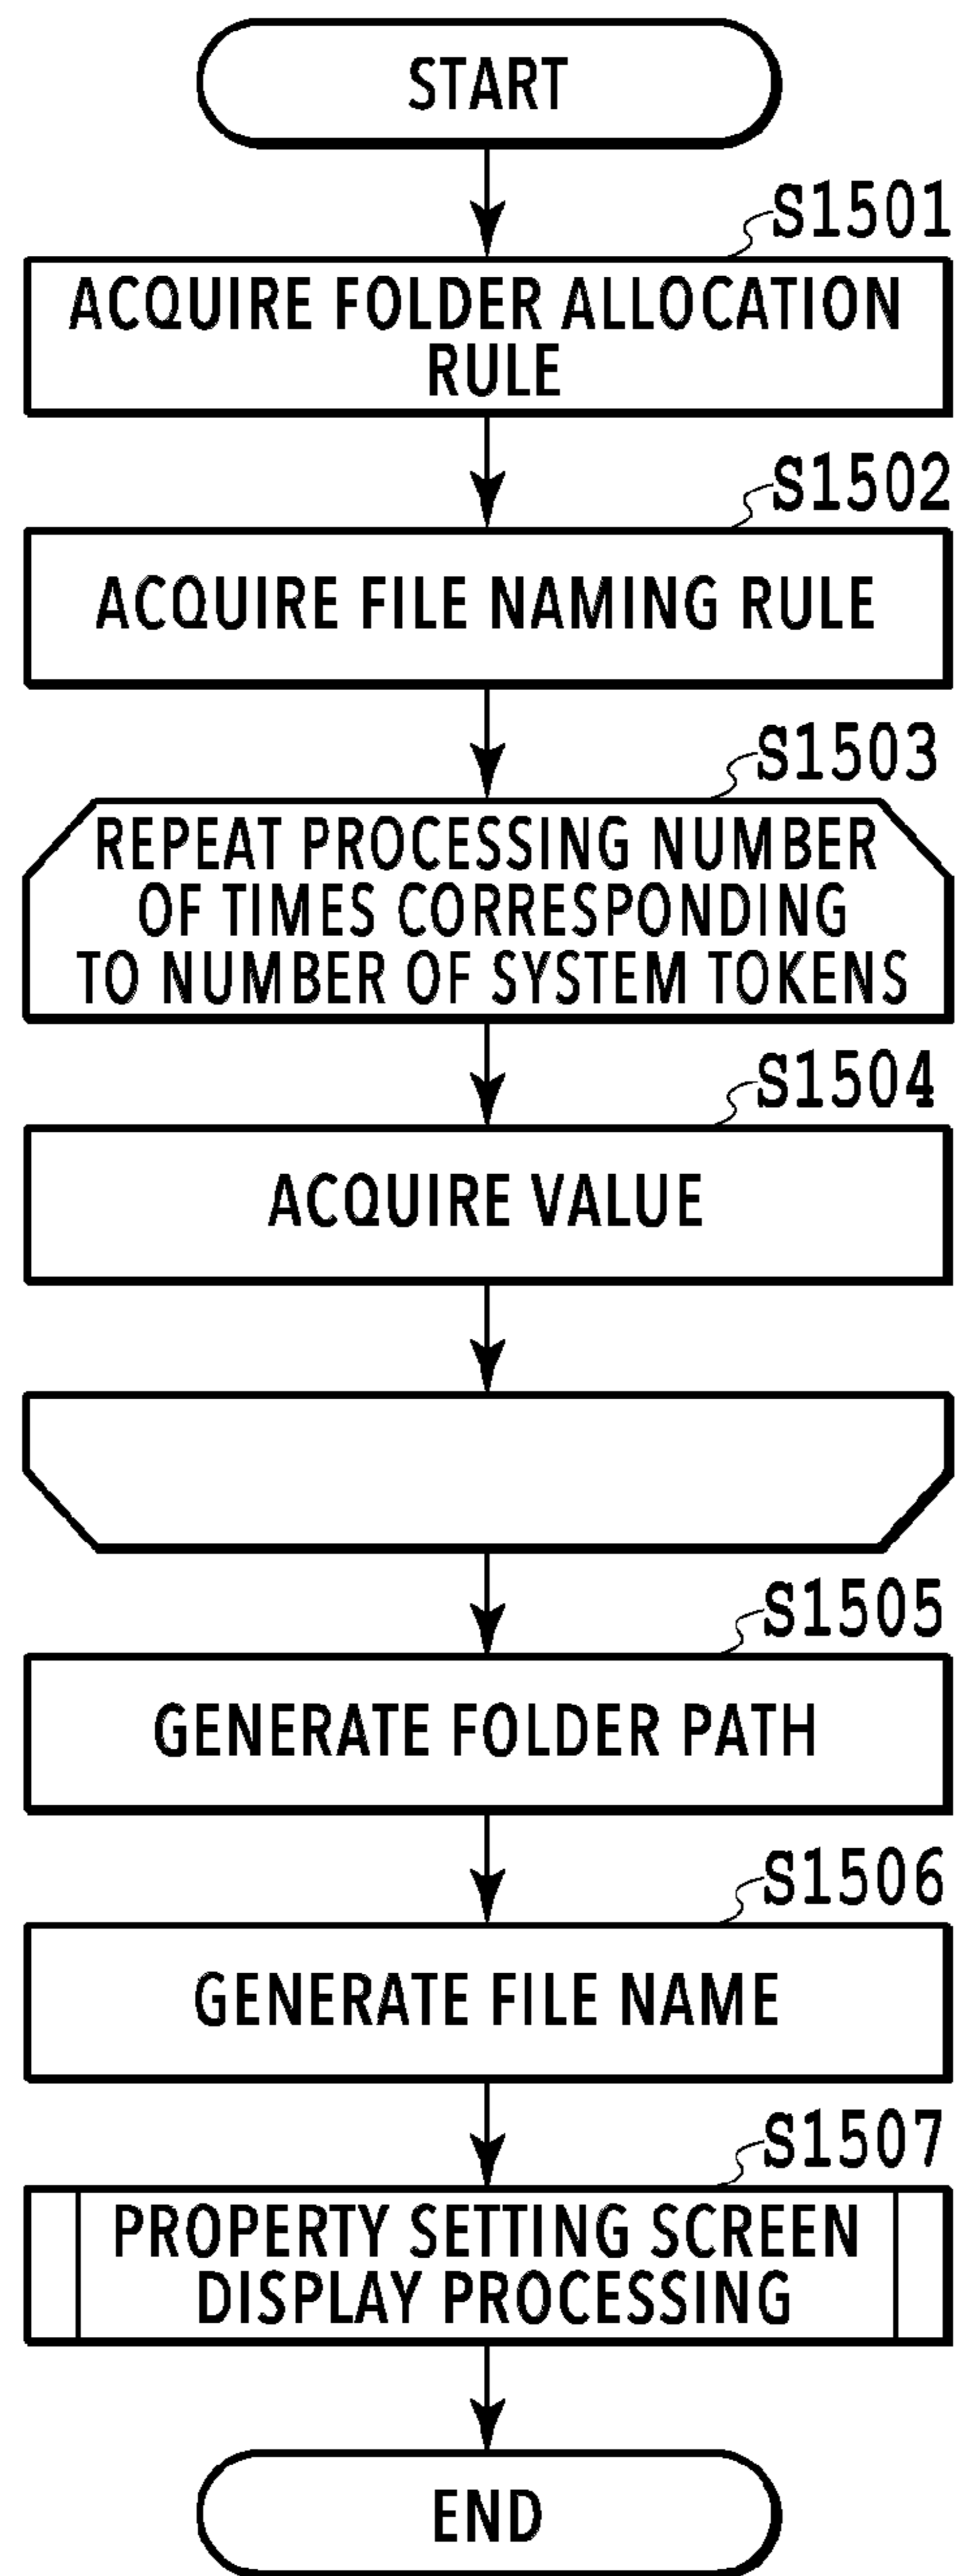 START
S1501
ACQUIRE FOLDER ALLOCATION
RULE
S1502
ACQUIRE FILE NAMING RULE
S1503
REPEAT PROCESSING NUMBER
OF TIMES CORRESPONDING
TO NUMBER OF SYSTEM TOKENS
S1504
ACQUIRE VALUE
S1505
GENERATE FOLDER PATH
S1506
GENERATE FILE NAME
S1507
PROPERTY SETTING SCREEN
DISPLAY PROCESSING
END